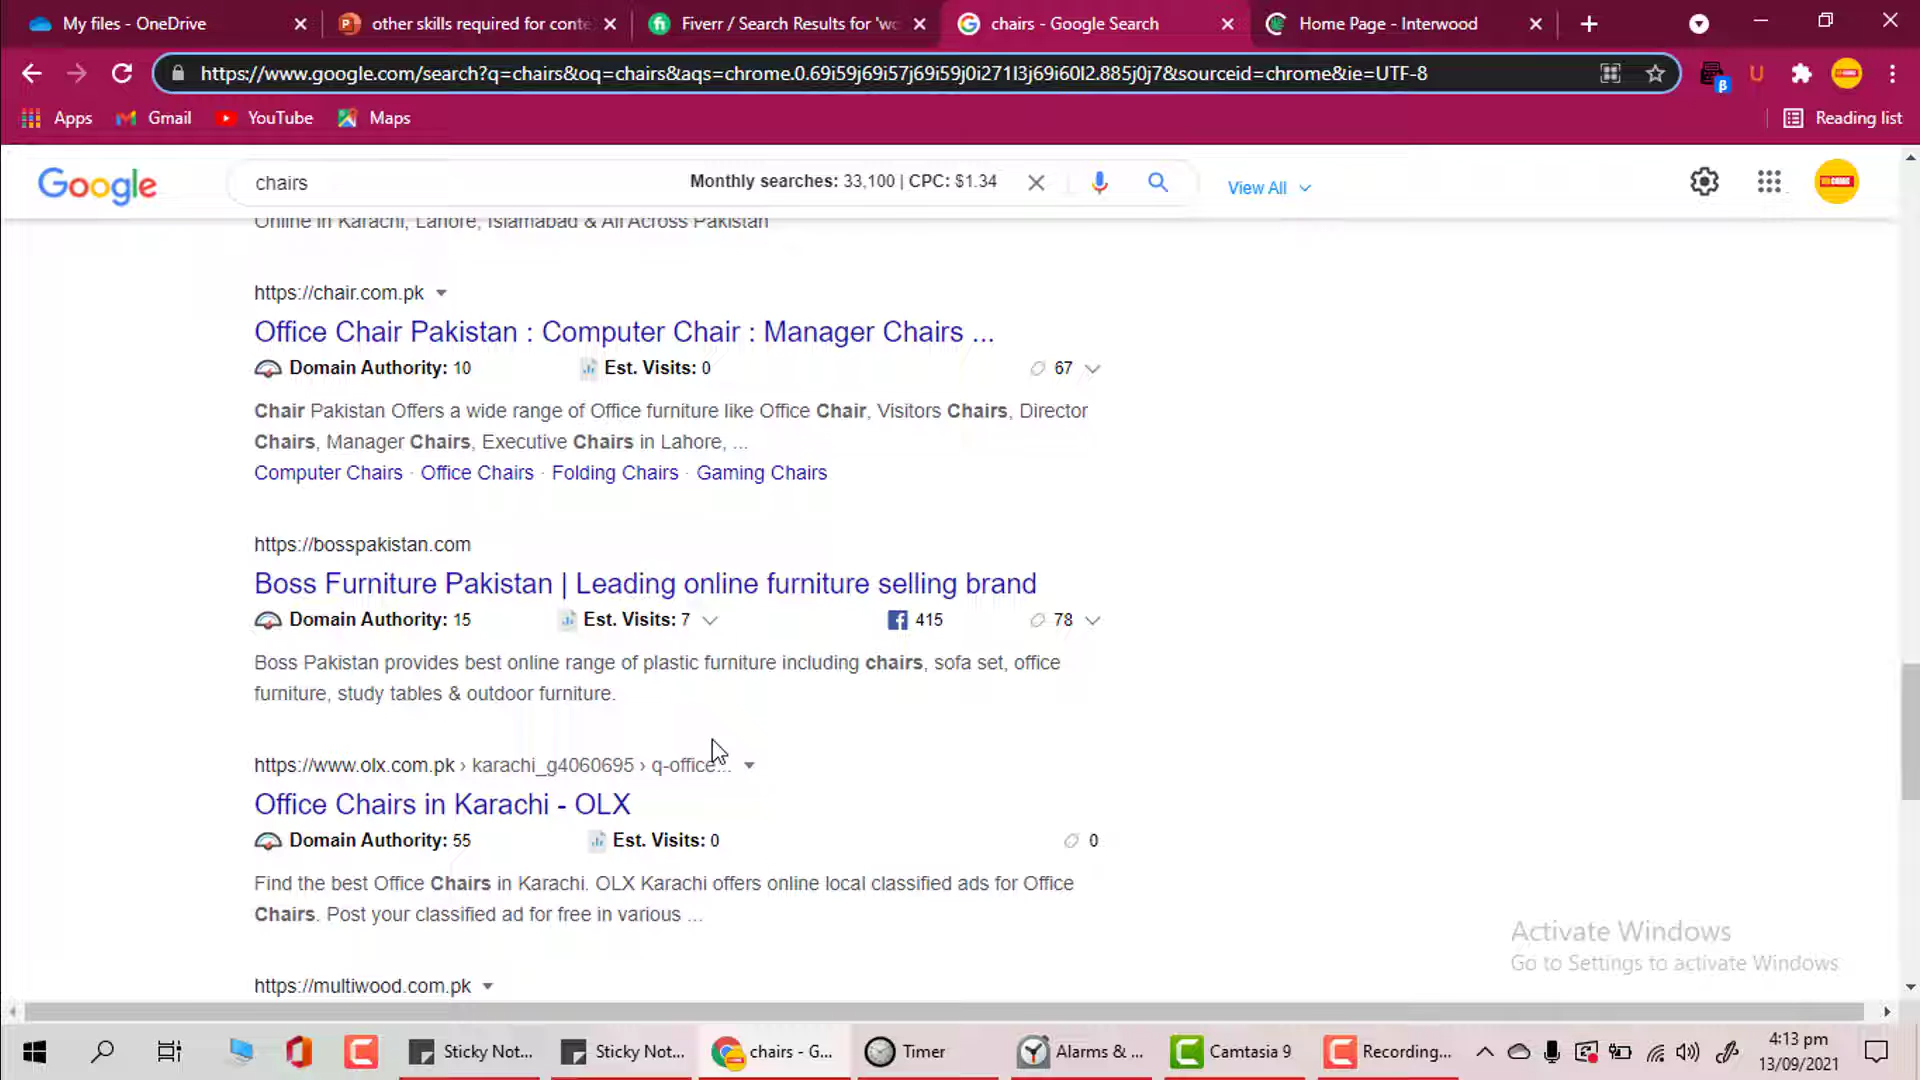 My files - OneDrive
other skills required for conte
Fiverr / Search Results for 'wo
chairs - Google Search
Home Page - Interwood
https://www.google.com/search?q=chairs&oq=chairs&aqs=chrome.0.69i59j69i57j69i59j0i271l3j69i60l2.885j0j7&sourceid=chrome&ie=UTF-8
Apps
Gmail
YouTube
Maps
Reading list
Google
chairs
Monthly searches: 33,100 | CPC: $1.34
View All
Online in Karachi, Lahore, Islamabad & All Across Pakistan
https://chair.com.pk
Office Chair Pakistan : Computer Chair : Manager Chairs ...
Domain Authority: 10
Est. Visits: 0
67
Chair Pakistan Offers a wide range of Office furniture like Office Chair, Visitors Chairs, Director
Chairs, Manager Chairs, Executive Chairs in Lahore, ...
Computer Chairs · Office Chairs · Folding Chairs · Gaming Chairs
https://bosspakistan.com
Boss Furniture Pakistan | Leading online furniture selling brand
Domain Authority: 15
Est. Visits: 7
415
78
Boss Pakistan provides best online range of plastic furniture including chairs, sofa set, office
furniture, study tables & outdoor furniture.
https://www.olx.com.pk › karachi_g4060695 › q-office...
Office Chairs in Karachi - OLX
Domain Authority: 55
Est. Visits: 0
0
Find the best Office Chairs in Karachi. OLX Karachi offers online local classified ads for Office
Chairs. Post your classified ad for free in various ...
https://multiwood.com.pk
Activate Windows
Go to Settings to activate Windows
Sticky Not...
Sticky Not...
chairs - G...
Timer
Alarms & ...
Camtasia 9
Recording...
4:13 pm
13/09/2021